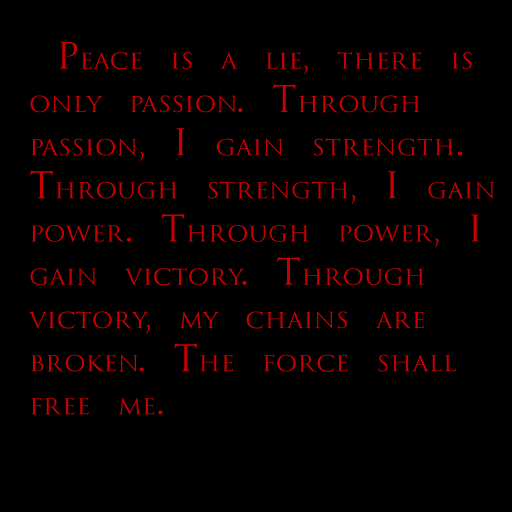 Peace is a lie, there is
only passion. Through
passion, I gain strength.
Through strength, I gain
power. Through power, I
gain victory. Through
victory, my chains are
broken. The force shall
free me.